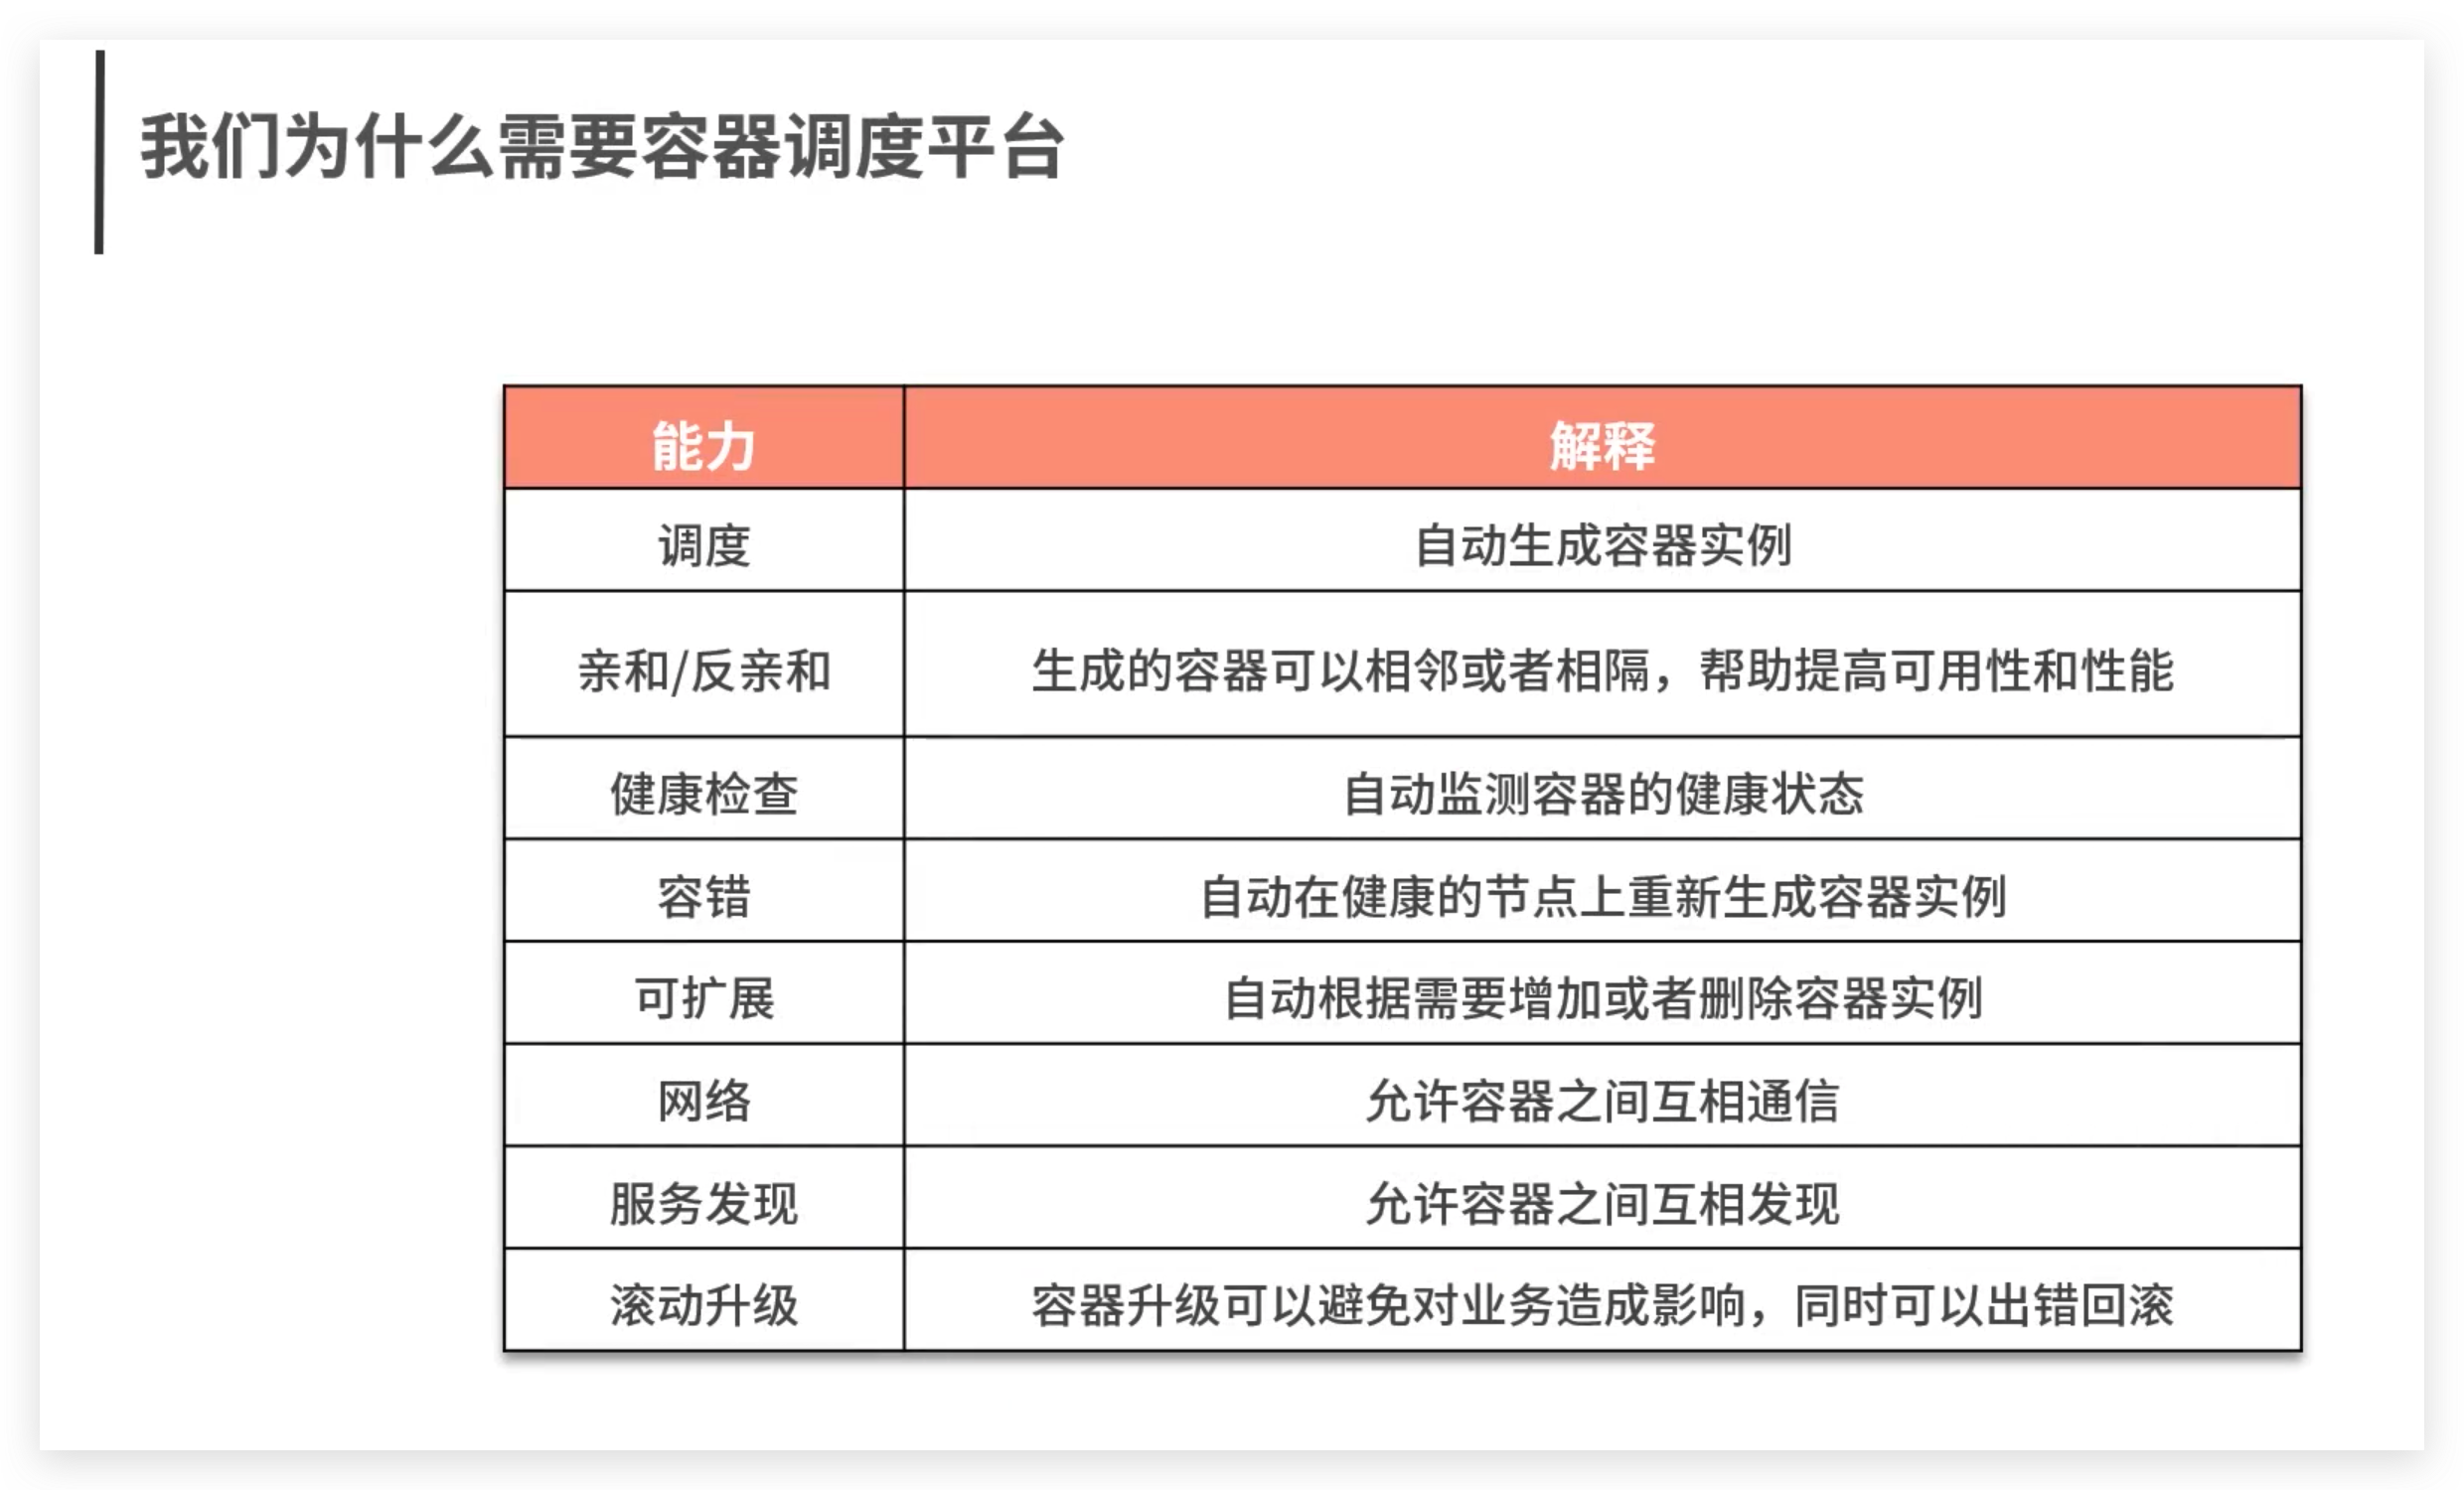 我们为什么需要容器调度平台
能力 解释
调度 自动生成容器实例
亲和/反亲和 生成的容器可以相邻或者相隔，帮助提高可用性和性能
健康检查 自动监测容器的健康状态
容错 自动在健康的节点上重新生成容器实例
可扩展 自动根据需要增加或者删除容器实例
网络 允许容器之间互相通信
服务发现 允许容器之间互相发现
滚动升级 容器升级可以避免对业务造成影响，同时可以出错回滚